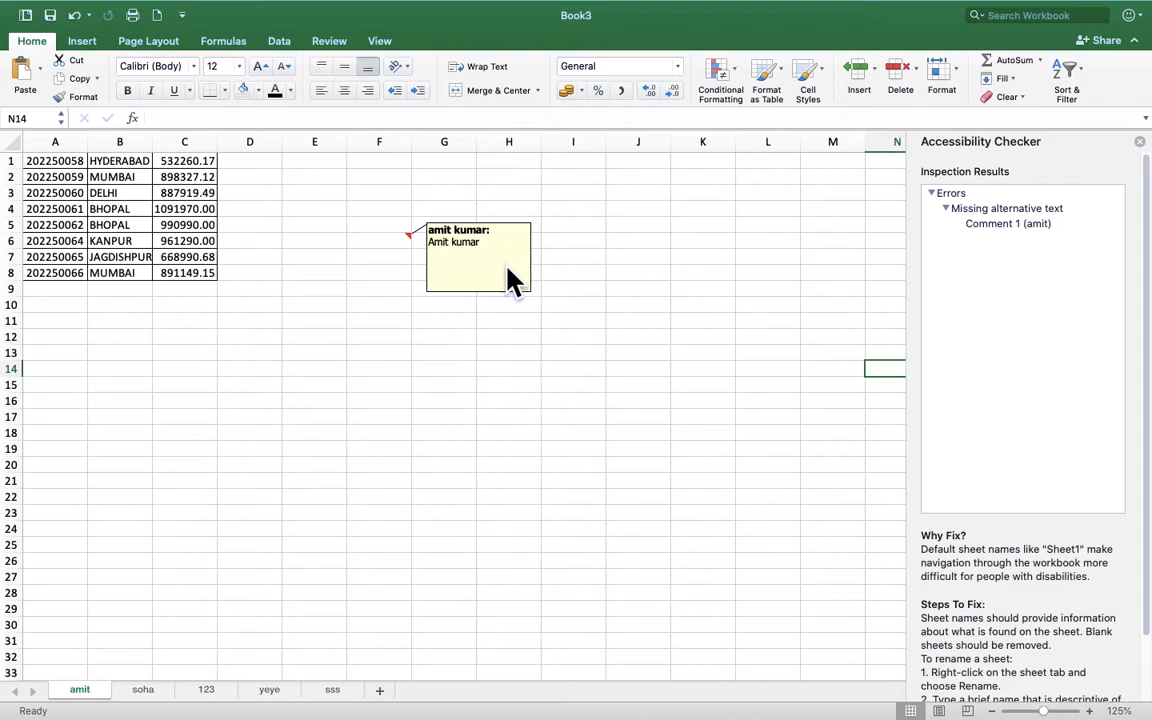 Book3
Search Workbook
Home Insert Page Layout Formulas Data Review View
Share
Paste
Cut
Copy
Format
Calibri (Body) 12
A A
B I U A
Wrap Text
Merge & Center
General
%
Conditional Formatting
Format as Table
Cell Styles
Insert
Delete
Format
AutoSum
Fill
Clear
Sort & Filter
N14
fx
A B C D E F G H I J K L M N
1 202250058 HYDERABAD 532260.17
2 202250059 MUMBAI 898327.12
3 202250060 DELHI 887919.49
4 202250061 BHOPAL 1091970.00
5 202250062 BHOPAL 990990.00
6 202250064 KANPUR 961290.00
7 202250065 JAGDISHPUR 668990.68
8 202250066 MUMBAI 891149.15
9
10
11
12
13
14
15
16
17
18
19
20
21
22
23
24
25
26
27
28
29
30
31
32
33
amit kumar:
Amit kumar
Accessibility Checker
Inspection Results
Errors
Missing alternative text
Comment 1 (amit)
Why Fix?
Default sheet names like "Sheet1" make
navigation through the workbook more
difficult for people with disabilities.
Steps To Fix:
Sheet names should provide information
about what is found on the sheet. Blank
sheets should be removed.
To rename a sheet:
1. Right-click on the sheet tab and
choose Rename.
2. Type a brief name that is descriptive of
amit soha 123 yeye sss +
Ready
125%